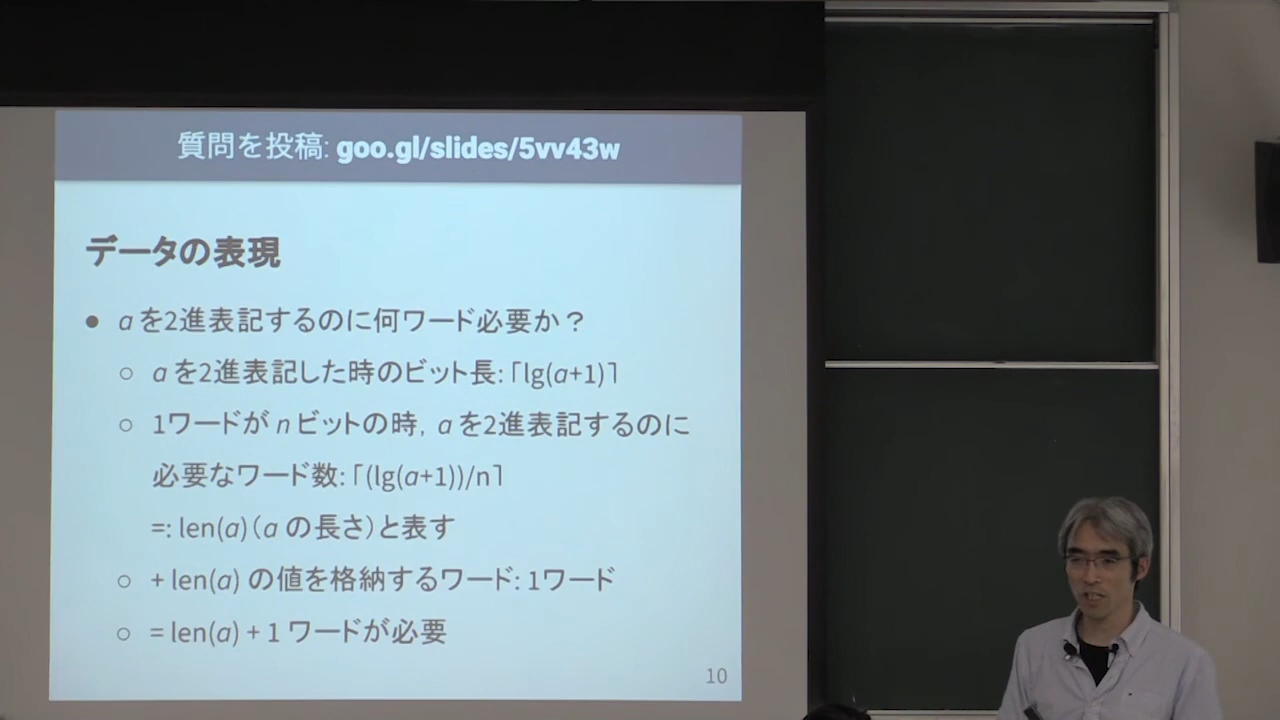 質問を投稿: goo.gl/slides/5vv43w
データの表現
● a を2進表記するのに何ワード必要か？
○ a を2進表記した時のビット長: ⌈lg(a+1)⌉
○ 1ワードが n ビットの時, a を2進表記するのに
必要なワード数: ⌈(lg(a+1))/n⌉
=: len(a)（a の長さ）と表す
○ + len(a) の値を格納するワード: 1ワード
○ = len(a) + 1 ワードが必要
10